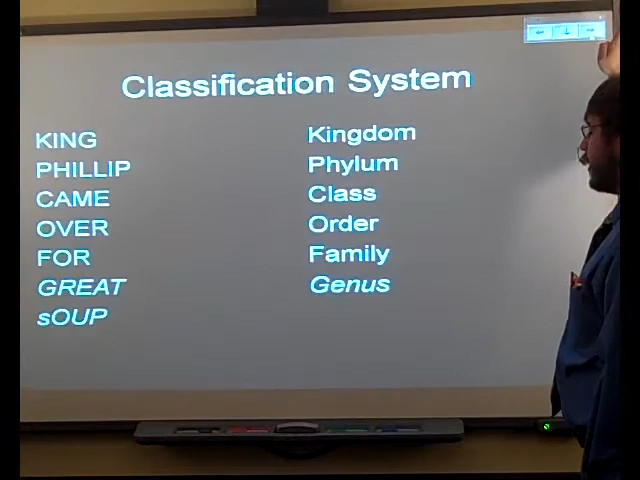 Classification System
KING Kingdom
PHILLIP Phylum
CAME Class
OVER Order
FOR Family
GREAT Genus
sOUP